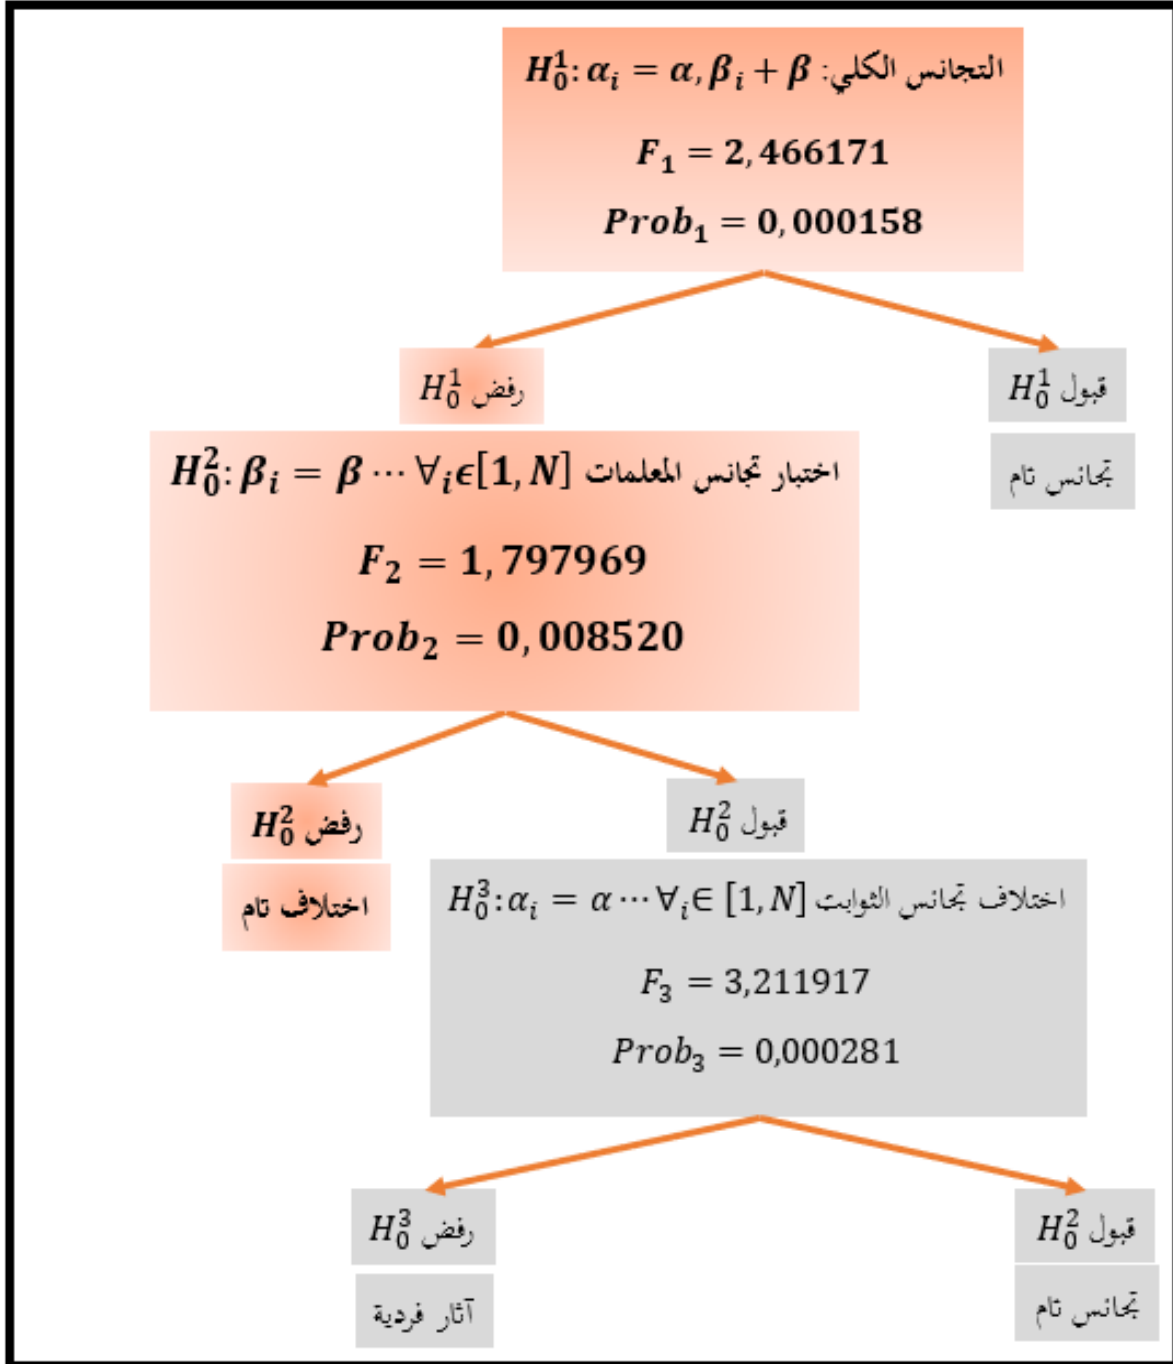 التجانس الكلي: H₀¹: αᵢ = α, βᵢ + β
F₁ = 2, 466171
Prob₁ = 0, 000158
رفض H₀¹
قبول H₀¹
تجانس تام
اختبار تجانس المعلمات H₀²: βᵢ = β ⋯ ∀ᵢϵ[1, N]
F₂ = 1, 797969
Prob₂ = 0, 008520
رفض H₀²
اختلاف تام
قبول H₀²
اختلاف تجانس الثوابت H₀³: αᵢ = α ⋯ ∀ᵢ∈ [1, N]
F₃ = 3,211917
Prob₃ = 0,000281
رفض H₀³
آثار فردية
قبول H₀²
تجانس تام